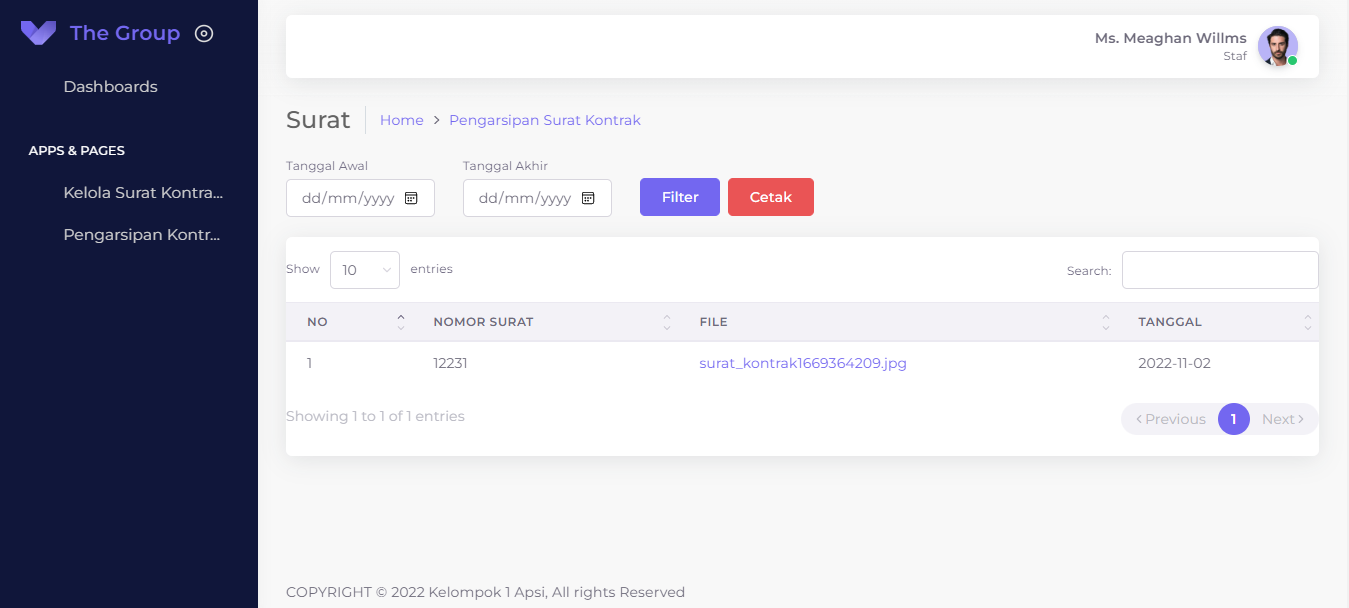 The Group
Dashboards
APPS & PAGES
Kelola Surat Kontra...
Pengarsipan Kontr...
Ms. Meaghan Willms
Staf
Surat
Home > Pengarsipan Surat Kontrak
Tanggal Awal Tanggal Akhir
dd/mm/yyyy dd/mm/yyyy Filter Cetak
Show 10 entries Search:
NO NOMOR SURAT FILE TANGGAL
1 12231 surat_kontrak1669364209.jpg 2022-11-02
Showing 1 to 1 of 1 entries
Previous 1 Next
COPYRIGHT © 2022 Kelompok 1 Apsi, All rights Reserved